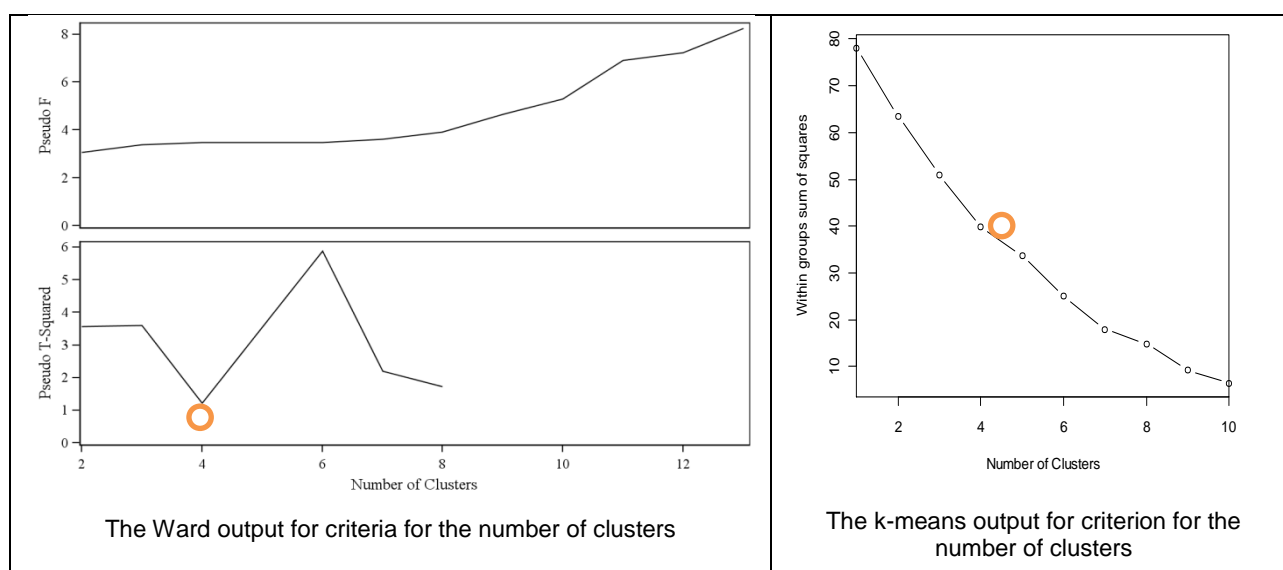 8
6
4
2
0
Pseudo F
6
5
4
3
2
1
0
Pseudo T-Squared
2 4 6 8 10 12
Number of Clusters
The Ward output for criteria for the number of clusters
80
70
60
50
40
30
20
10
Within groups sum of squares
2 4 6 8 10
Number of Clusters
The k-means output for criterion for the
number of clusters